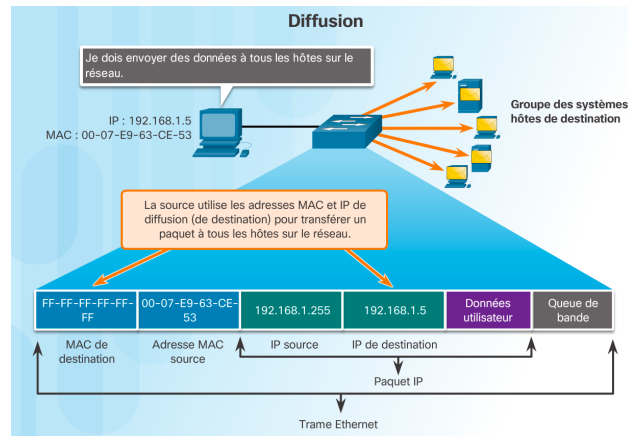 Diffusion
Je dois envoyer des données à tous les hôtes sur le
réseau.
IP : 192.168.1.5
MAC : 00-07-E9-63-CE-53
Groupe des systèmes
hôtes de destination
La source utilise les adresses MAC et IP de
diffusion (de destination) pour transférer un
paquet à tous les hôtes sur le réseau.
FF-FF-FF-FF-FF-
FF
00-07-E9-63-CE-
53
192.168.1.255
192.168.1.5
Données
utilisateur
Queue de
bande
MAC de
destination
Adresse MAC
source
IP source
IP de destination
Paquet IP
Trame Ethernet